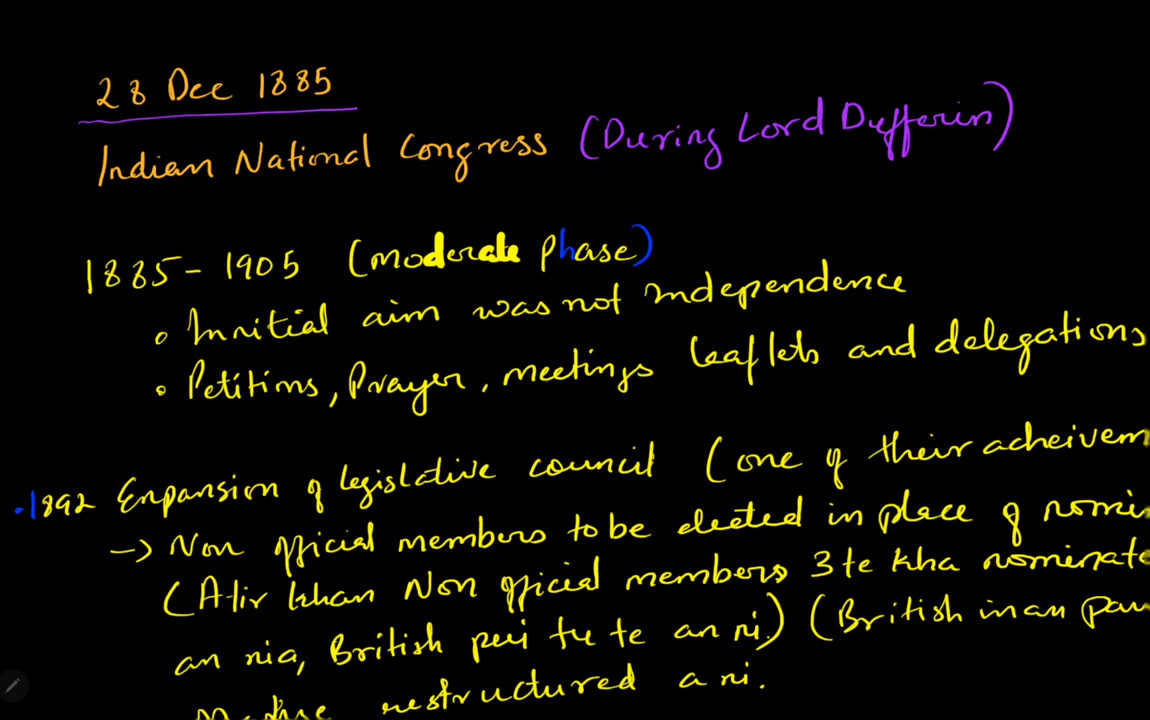 28 Dec 1885
Indian National Congress (During Lord Dufferin)
1885 - 1905 (moderate phase)
• Innitial aim was not independence
• Petitions, Prayer, meetings leaflets and delegations
• 1892 Expansion of legislative council (one of their acheivem
-> Non official members to be elected in place of nomin
(Atir khan Non official members 3 te kha nominate
an nia, British pui tu te an ni.) (British in an
restructured a ni.